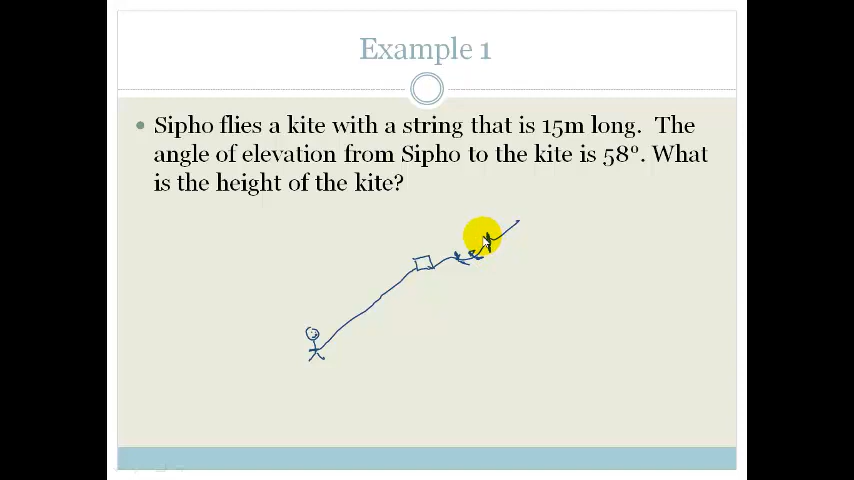 Example 1
Sipho flies a kite with a string that is 15m long. The
angle of elevation from Sipho to the kite is 58°. What
is the height of the kite?